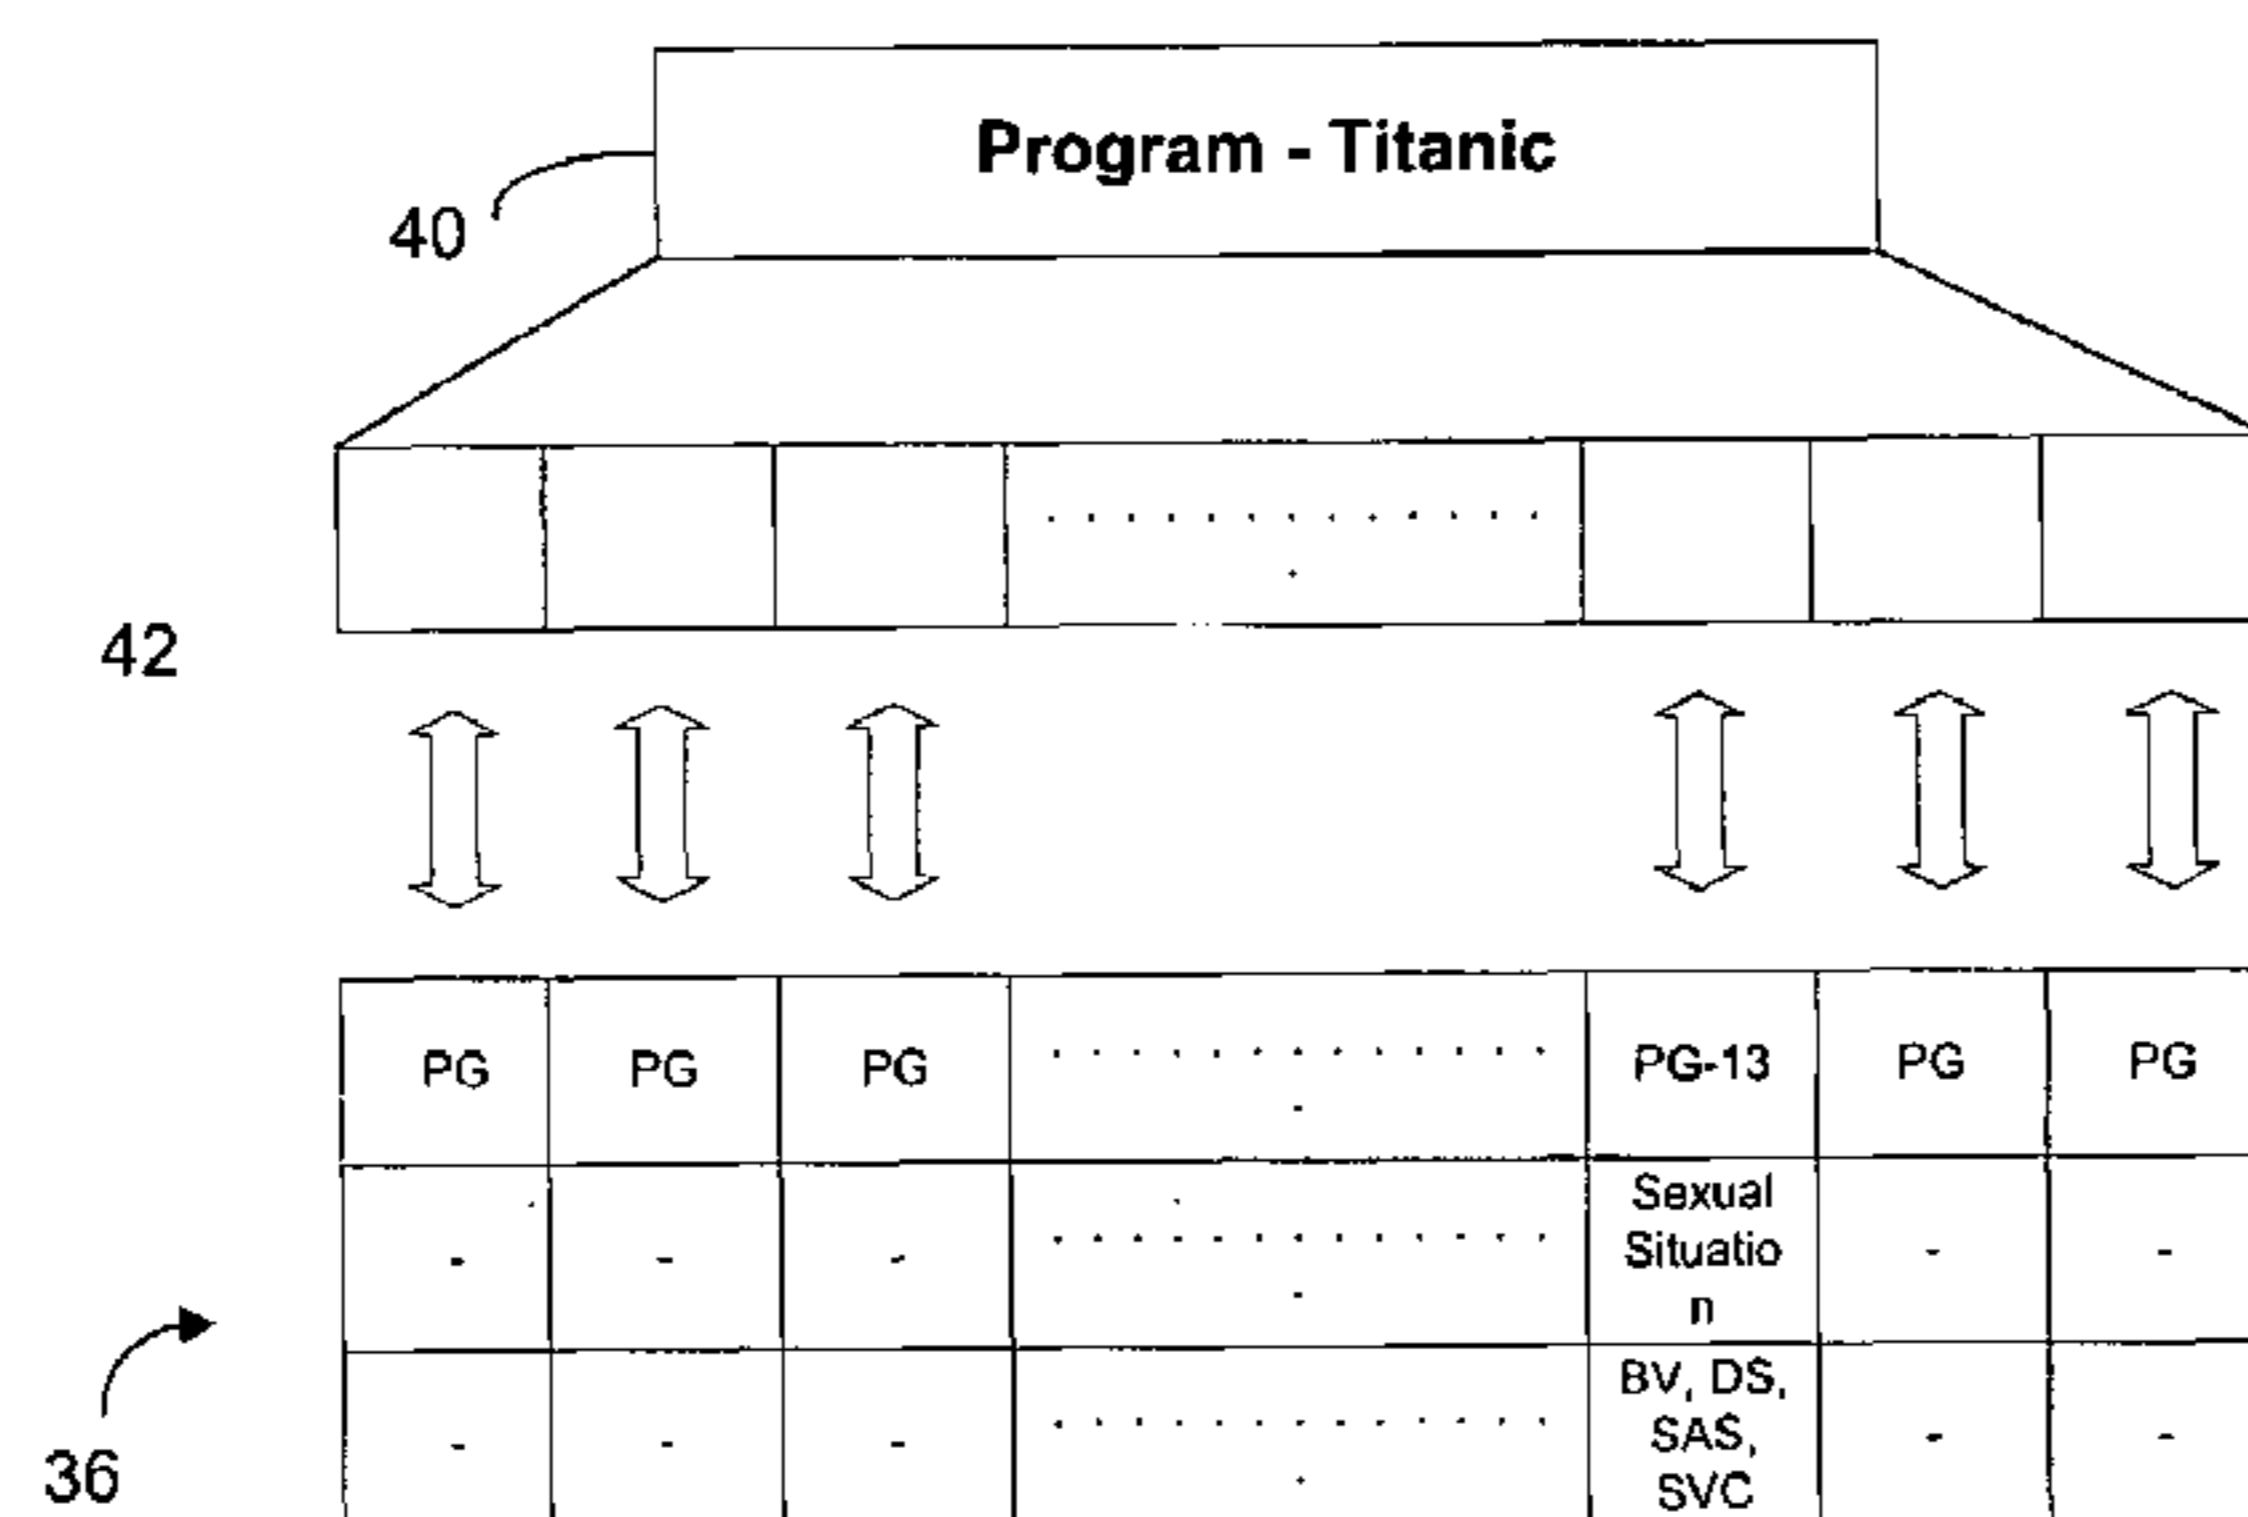 Program - Titanic
40
. . . . . . . . . . . . .
.
42
PG PG PG . . . . . . . . . . . . . PG-13 PG PG
.
- - - . . . . . . . . . . . . . Sexual - -
Situatio
n
.
- - - . . . . . . . . . . . . . BV, DS, - -
SAS,
SVC
.
36